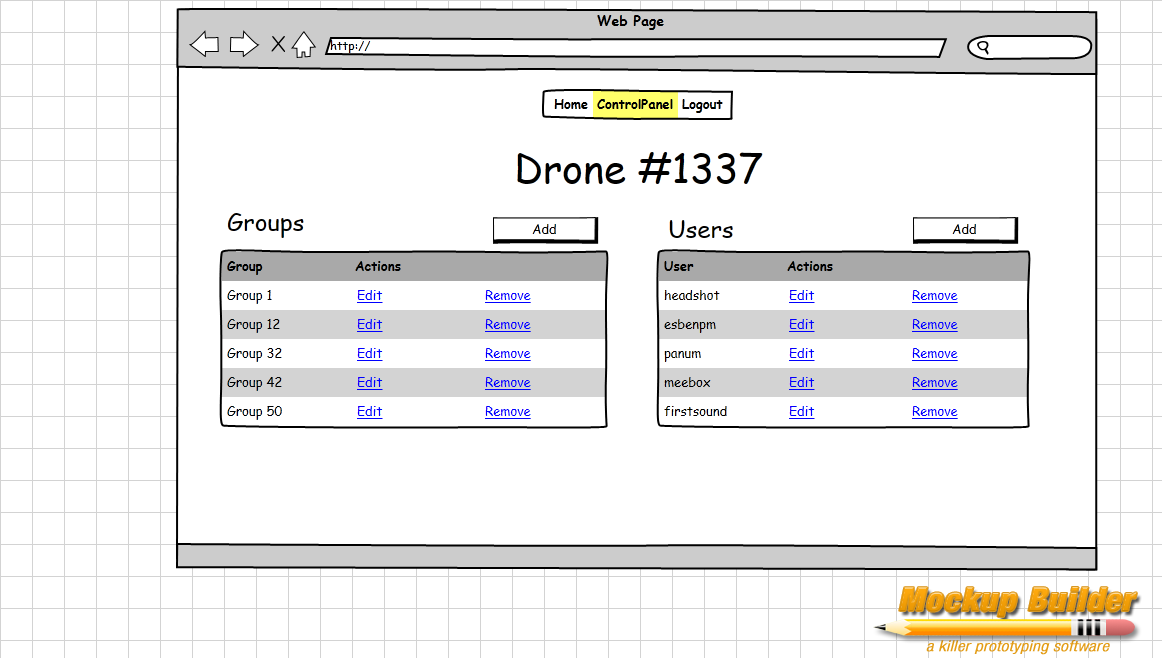 Web Page
http://
Home ControlPanel Logout
Drone #1337
Groups
Add
Group Actions
Group 1 Edit Remove
Group 12 Edit Remove
Group 32 Edit Remove
Group 42 Edit Remove
Group 50 Edit Remove
Users
Add
User Actions
headshot Edit Remove
esbenpm Edit Remove
panum Edit Remove
meebox Edit Remove
firstsound Edit Remove
Mockup Builder
a killer prototyping software